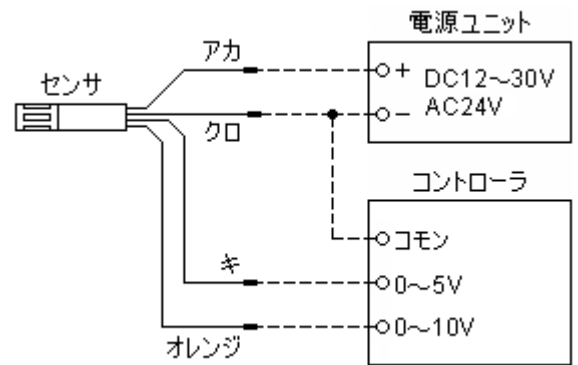 電源ユニット
アカ
+ DC12～30V
センサ
- AC24V
クロ
コントローラ
コモン
キ
0～5V
0～10V
オレンジ